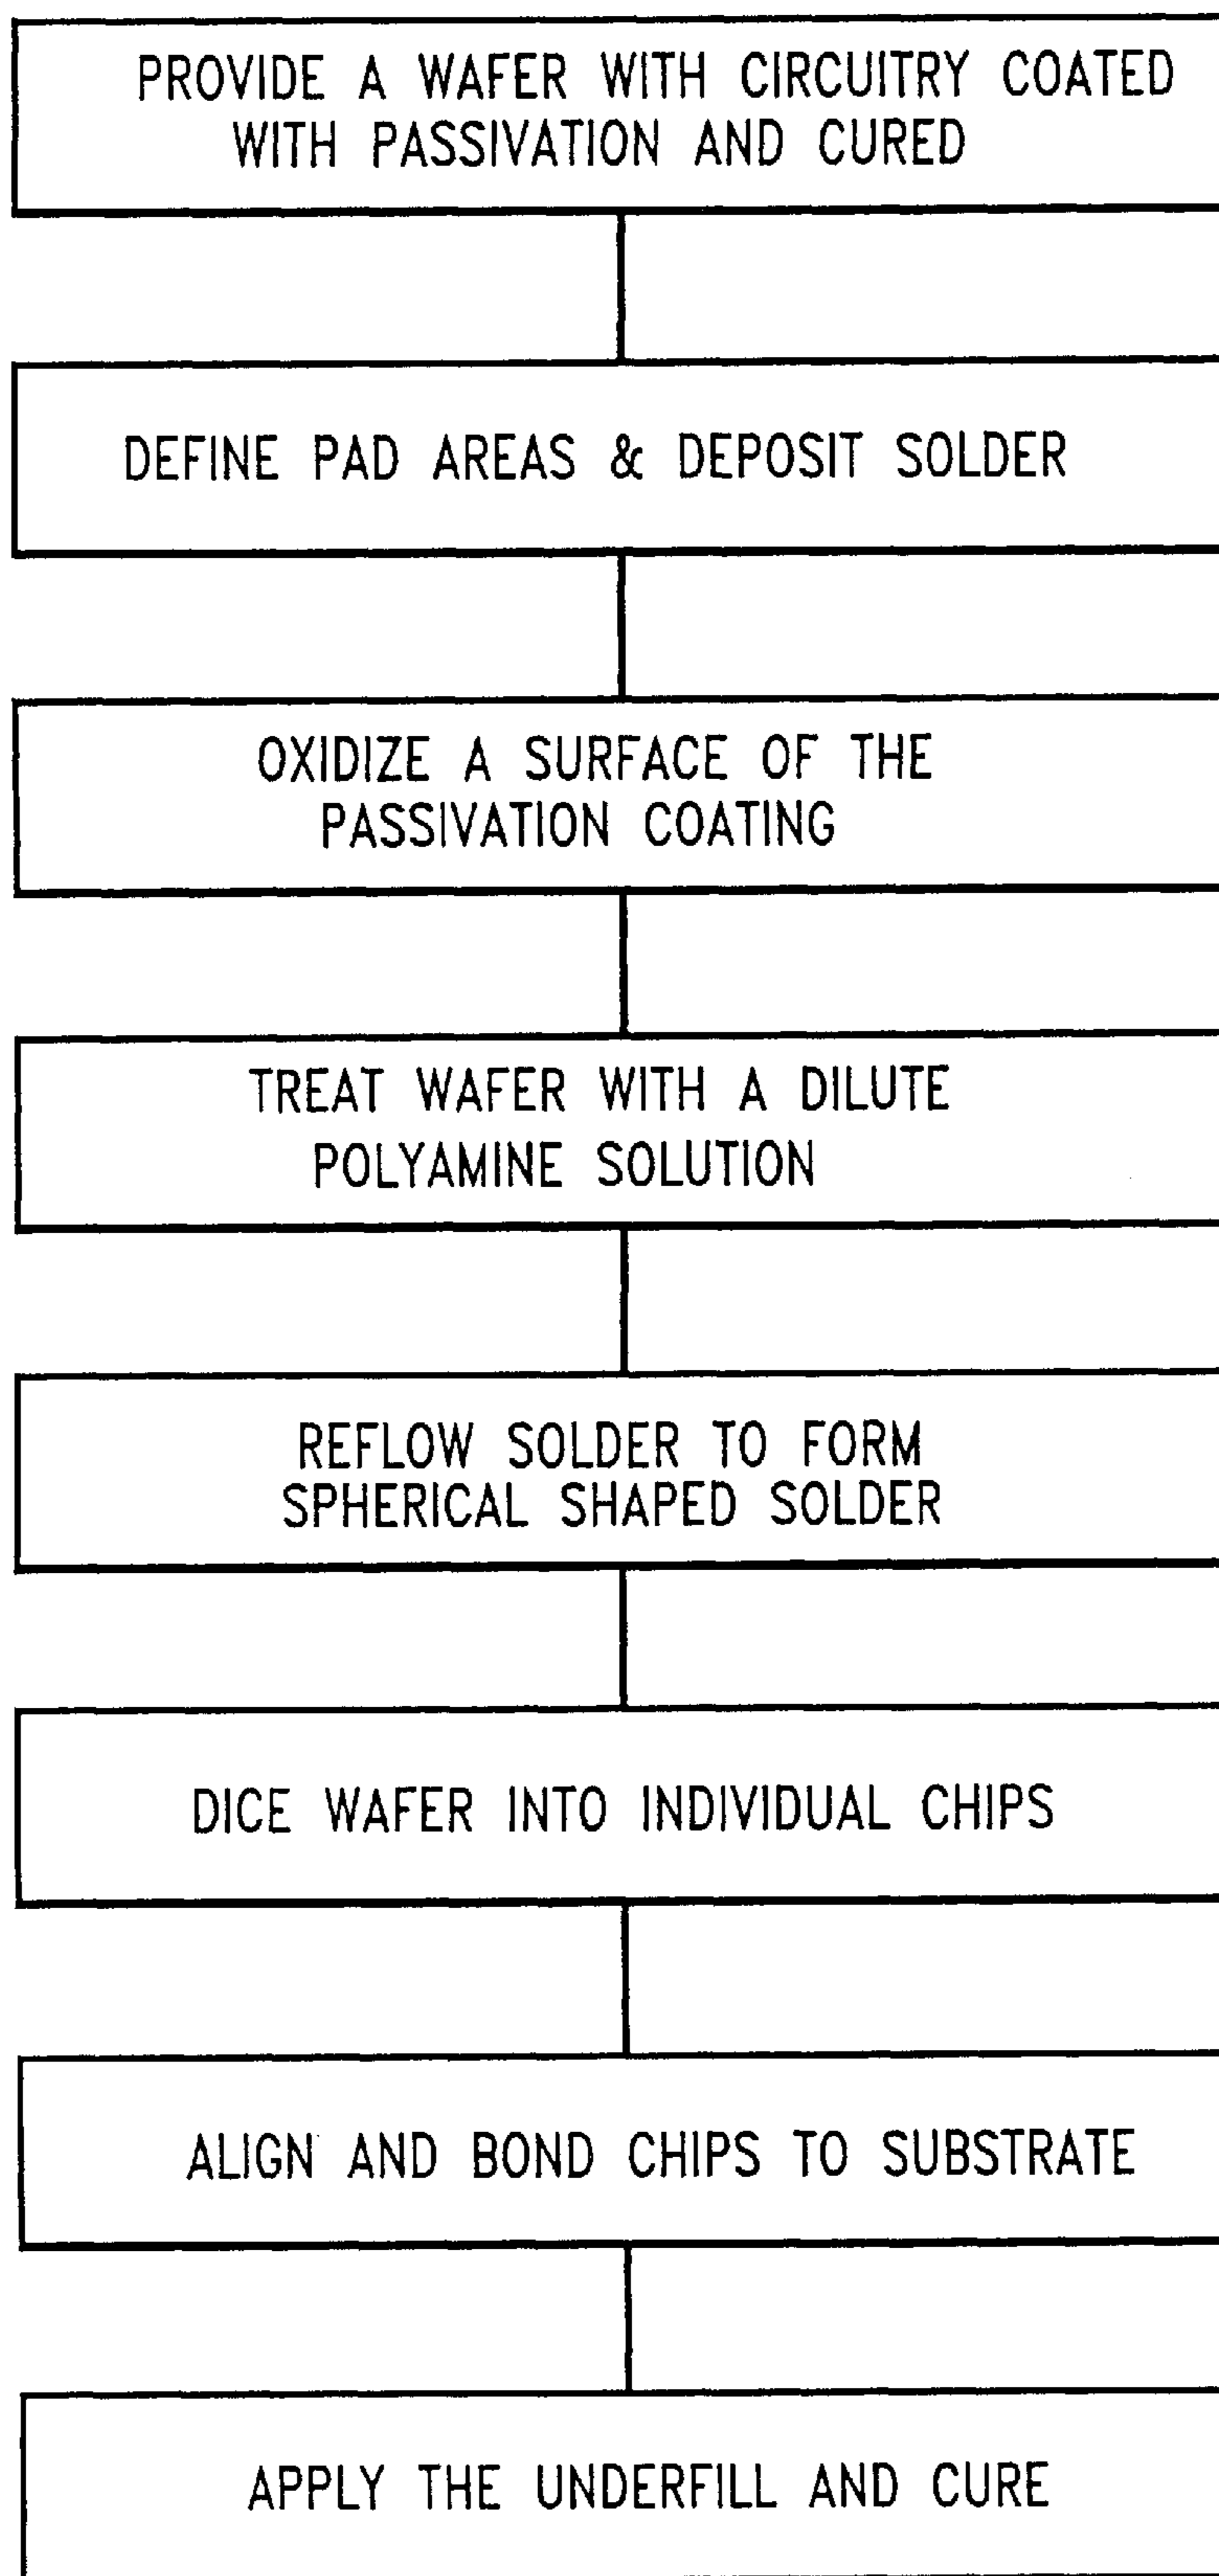 PROVIDE A WAFER WITH CIRCUITRY COATED
WITH PASSIVATION AND CURED
DEFINE PAD AREAS & DEPOSIT SOLDER
OXIDIZE A SURFACE OF THE
PASSIVATION COATING
TREAT WAFER WITH A DILUTE
POLYAMINE SOLUTION
REFLOW SOLDER TO FORM
SPHERICAL SHAPED SOLDER
DICE WAFER INTO INDIVIDUAL CHIPS
ALIGN AND BOND CHIPS TO SUBSTRATE
APPLY THE UNDERFILL AND CURE